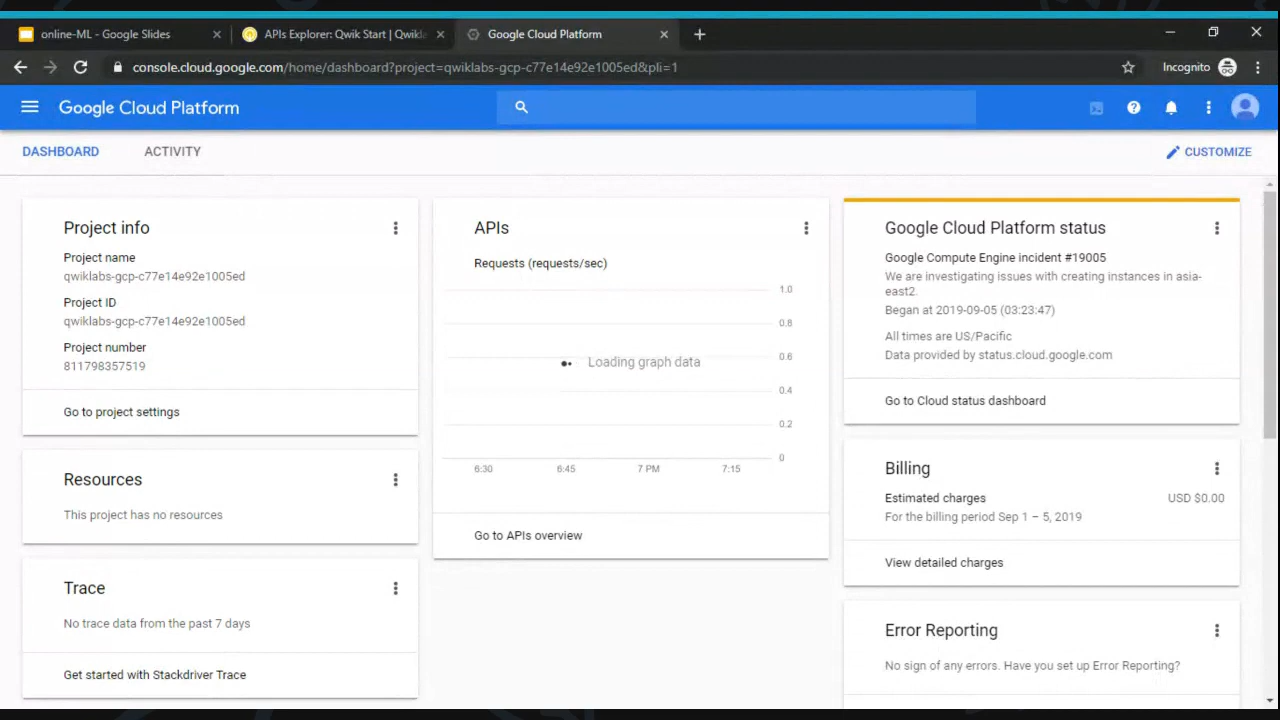 online-ML - Google Slides
APIs Explorer: Qwik Start | Qwikla
Google Cloud Platform
console.cloud.google.com/home/dashboard?project=qwiklabs-gcp-c77e14e92e1005ed&pli=1
Incognito
Google Cloud Platform
DASHBOARD
ACTIVITY
CUSTOMIZE
Project info
Project name
qwiklabs-gcp-c77e14e92e1005ed
Project ID
qwiklabs-gcp-c77e14e92e1005ed
Project number
811798357519
Go to project settings
Resources
This project has no resources
Trace
No trace data from the past 7 days
Get started with Stackdriver Trace
APIs
Requests (requests/sec)
1.0
0.8
0.6
Loading graph data
0.4
0.2
0
6:30
6:45
7 PM
7:15
Go to APIs overview
Google Cloud Platform status
Google Compute Engine incident #19005
We are investigating issues with creating instances in asia-
east2.
Began at 2019-09-05 (03:23:47)
All times are US/Pacific
Data provided by status.cloud.google.com
Go to Cloud status dashboard
Billing
Estimated charges
USD $0.00
For the billing period Sep 1 – 5, 2019
View detailed charges
Error Reporting
No sign of any errors. Have you set up Error Reporting?